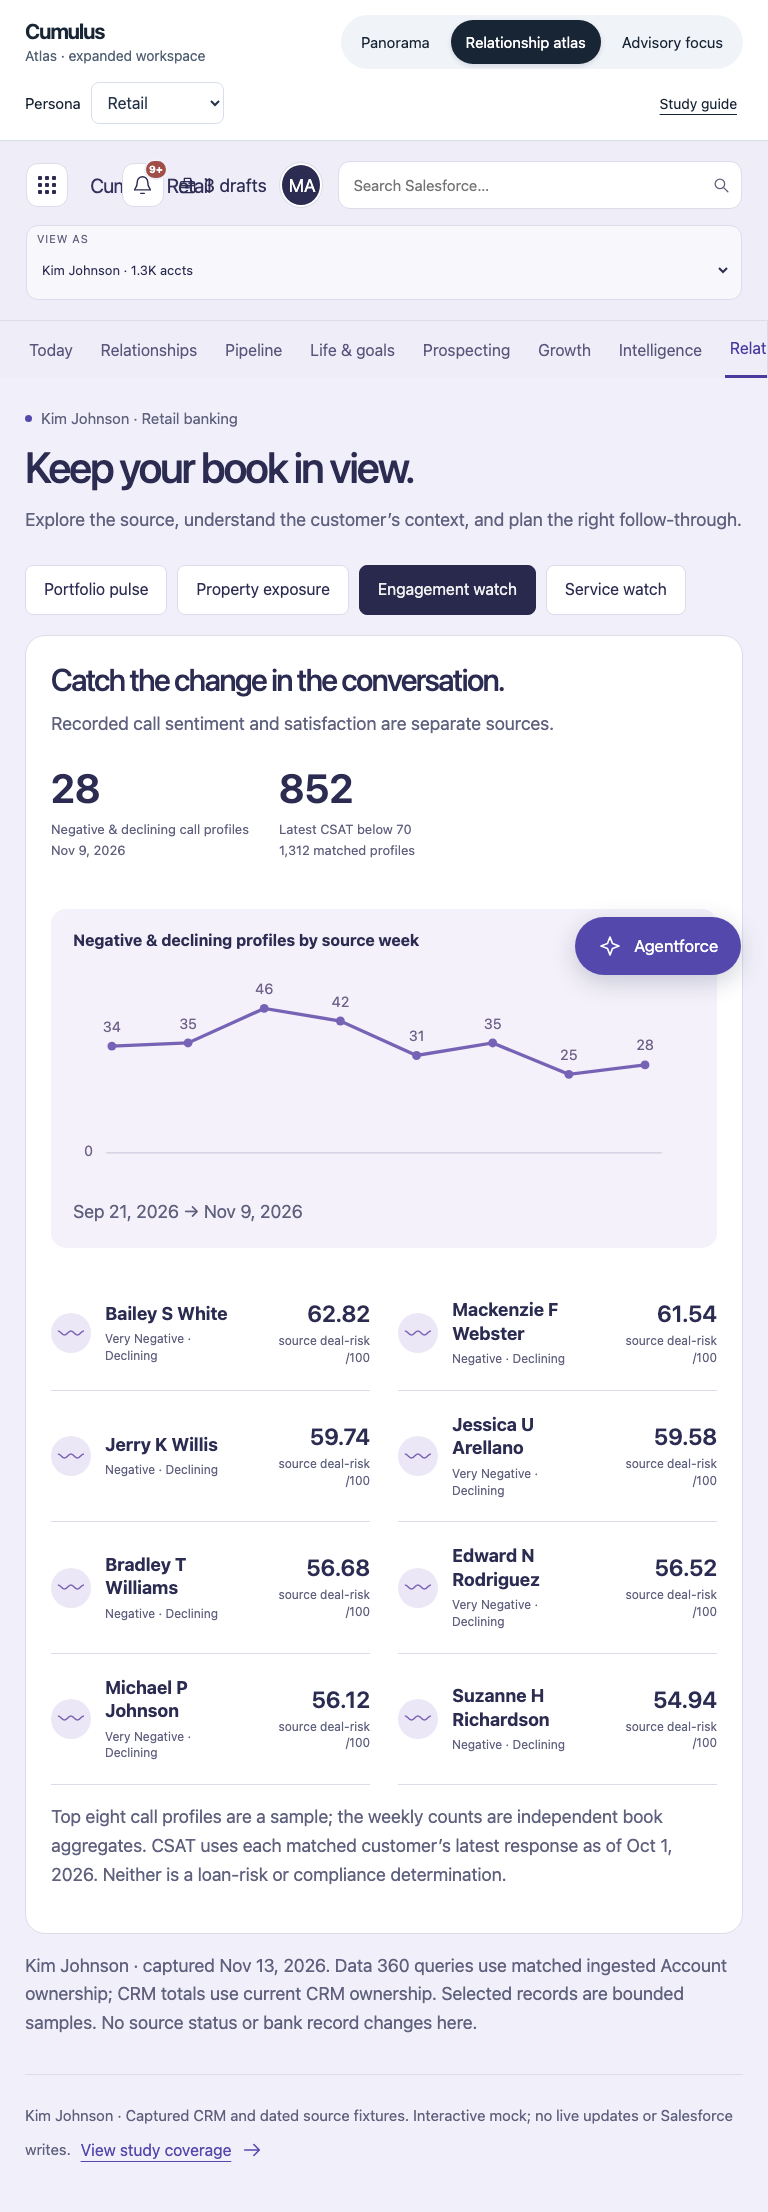 Cumulus
Atlas · expanded workspace
Panorama
Relationship atlas
Advisory focus
Persona
Retail
Study guide
9+
Retail
drafts
MA
Search Salesforce...
VIEW AS
Kim Johnson · 1.3K accts
Today
Relationships
Pipeline
Life & goals
Prospecting
Growth
Intelligence
Relat
Kim Johnson · Retail banking
Keep your book in view.
Explore the source, understand the customer’s context, and plan the right follow-through.
Portfolio pulse
Property exposure
Engagement watch
Service watch
Catch the change in the conversation.
Recorded call sentiment and satisfaction are separate sources.
28
Negative & declining call profiles
Nov 9, 2026
852
Latest CSAT below 70
1,312 matched profiles
Negative & declining profiles by source week
Agentforce
34
35
46
42
31
35
25
28
0
Sep 21, 2026 → Nov 9, 2026
Bailey S White
Very Negative ·
Declining
62.82
source deal-risk
/100
Mackenzie F
Webster
Negative · Declining
61.54
source deal-risk
/100
Jerry K Willis
Negative · Declining
59.74
source deal-risk
/100
Jessica U
Arellano
Very Negative ·
Declining
59.58
source deal-risk
/100
Bradley T
Williams
Negative · Declining
56.68
source deal-risk
/100
Edward N
Rodriguez
Very Negative ·
Declining
56.52
source deal-risk
/100
Michael P
Johnson
Very Negative ·
Declining
56.12
source deal-risk
/100
Suzanne H
Richardson
Negative · Declining
54.94
source deal-risk
/100
Top eight call profiles are a sample; the weekly counts are independent book
aggregates. CSAT uses each matched customer’s latest response as of Oct 1,
2026. Neither is a loan-risk or compliance determination.
Kim Johnson · captured Nov 13, 2026. Data 360 queries use matched ingested Account
ownership; CRM totals use current CRM ownership. Selected records are bounded
samples. No source status or bank record changes here.
Kim Johnson · Captured CRM and dated source fixtures. Interactive mock; no live updates or Salesforce
writes. View study coverage →